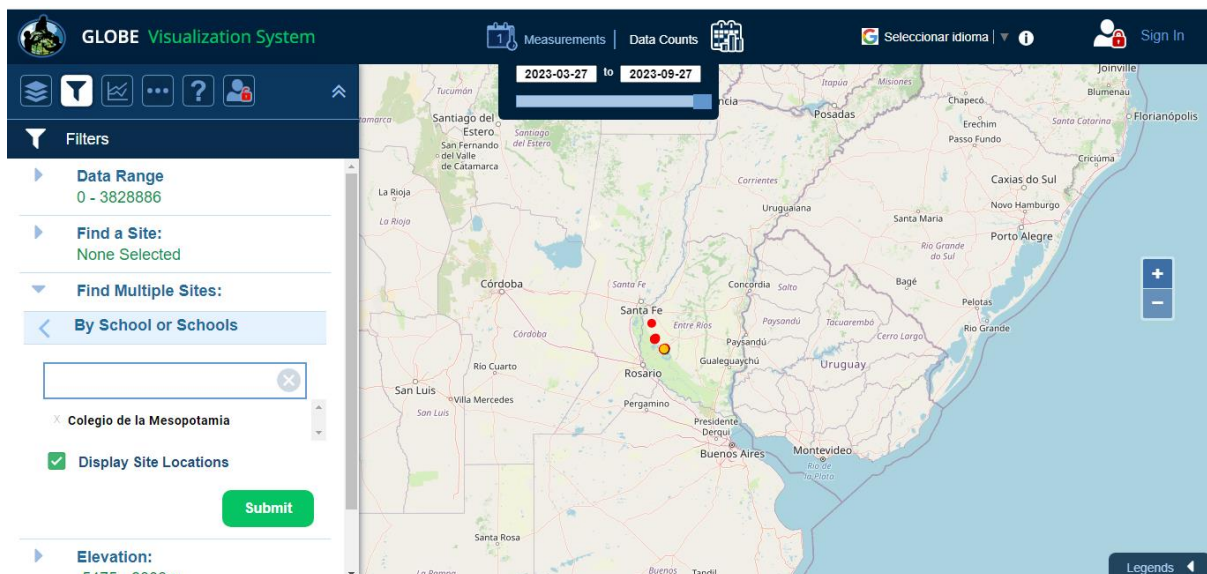 GLOBE Visualization System
1
Measurements | Data Counts
Seleccionar idioma | ▼
Sign In
2023-03-27 to 2023-09-27
Filters
Data Range
0 - 3828886
Find a Site:
None Selected
Find Multiple Sites:
By School or Schools
x Colegio de la Mesopotamia
Display Site Locations
Submit
Elevation:
Tucumán
Itapúa
Misiones
Joinville
Blumenau
Chapecó
Santiago del
Estero
Santiago
del Estero
Posadas
Erechim
Santa Catarina
Florianópolis
San Fernando
del Valle
de Catamarca
Passo Fundo
Criciúma
La Rioja
Corrientes
Caxias do Sul
La Rioja
Uruguaiana
Santa Maria
Novo Hamburgo
Porto Alegre
Rio Grande
do Sul
Córdoba
Santa Fe
Concordia
Salto
Bagé
Santa Fe
Entre Ríos
Paysandú
Tacuarembó
Pelotas
Córdoba
Paysandú
Cerro Largo
Rio Grande
Río Cuarto
Rosario
Gualeguaychú
Uruguay
San Luis
Villa Mercedes
San Luis
Pergamino
Presidente
Derqui
Buenos Aires
Montevideo
Río de
la Plata
Santa Rosa
La Pampa
Buenos
Tandil
Legends